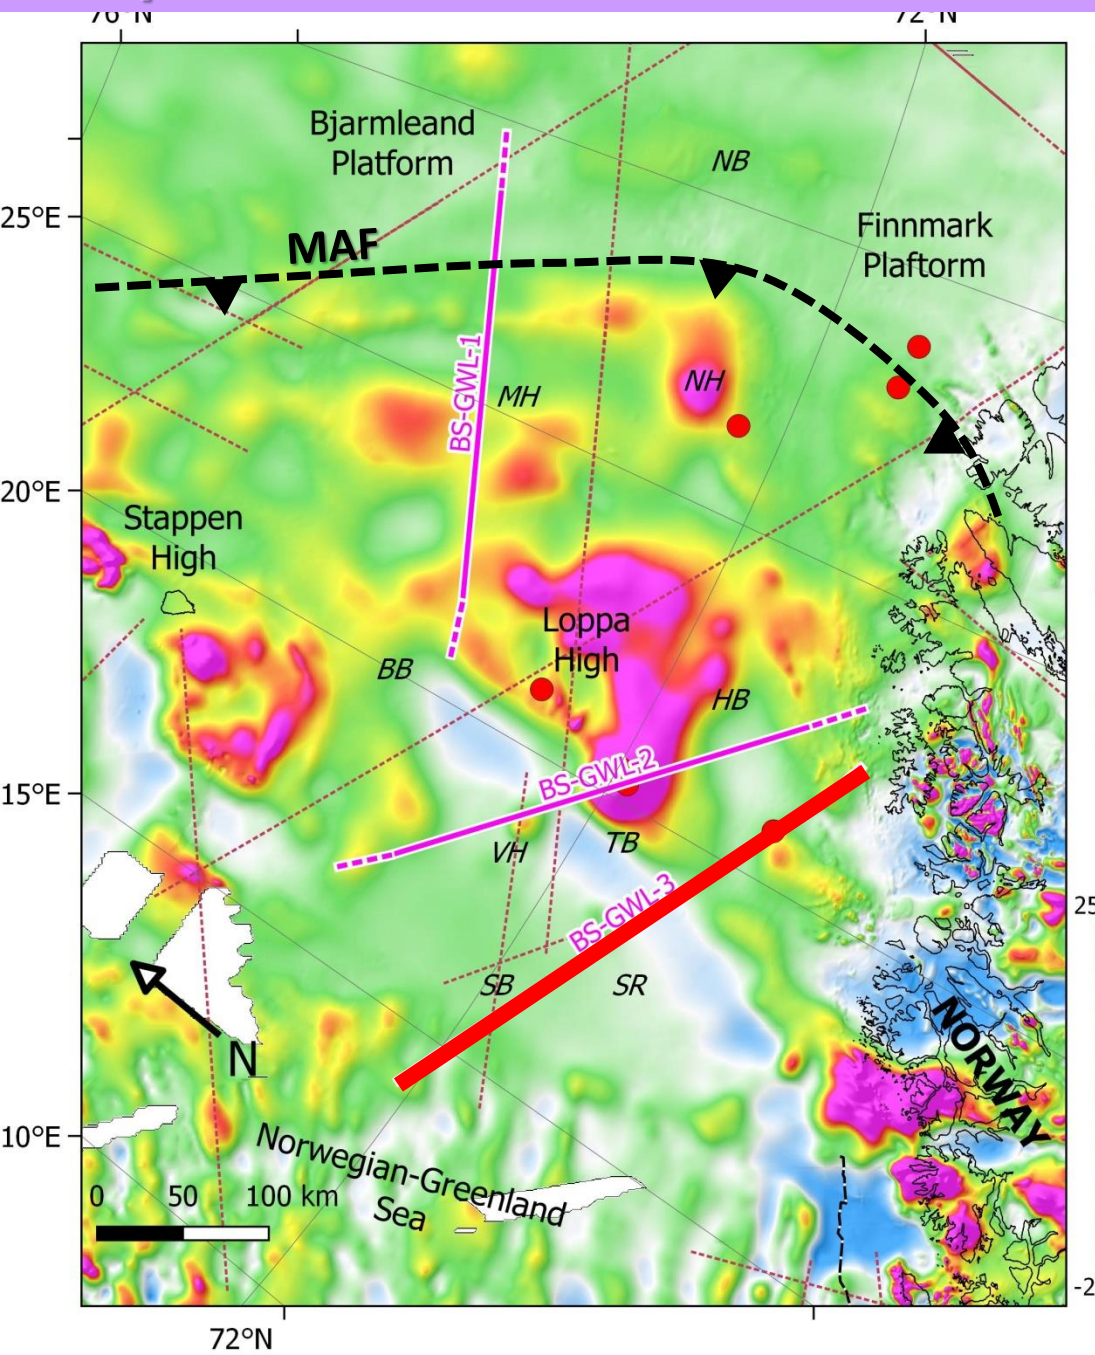 76°N
72°N
Bjarmleand
Platform
NB
25°E
Finnmark
Plaftorm
MAF
BS-GWL-1
MH
NH
20°E
Stappen
High
Loppa
High
BB
HB
15°E
BS-GWL-2
VH
TB
BS-GWL-3
25
SB
SR
N
NORWAY
10°E
Norwegian-Greenland
Sea
0 50 100 km
-2
72°N